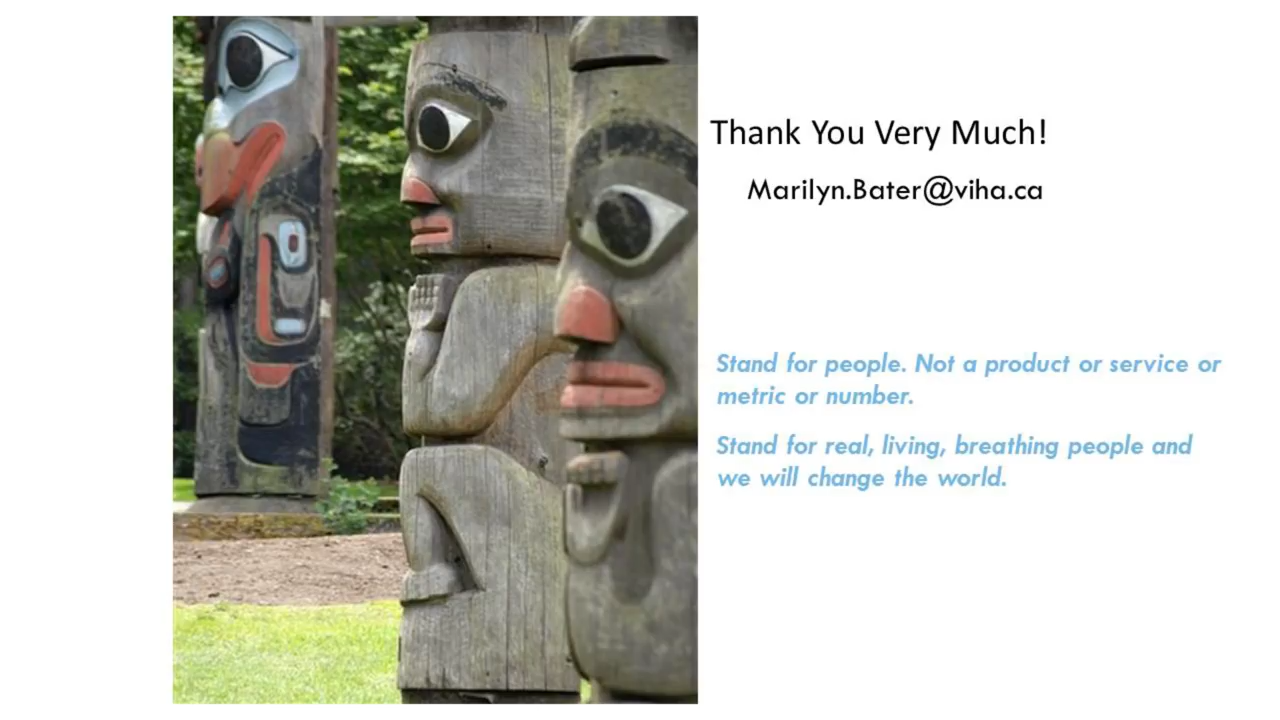 Thank You Very Much!
Marilyn.Bater@viha.ca
Stand for people. Not a product or service or
metric or number.
Stand for real, living, breathing people and
we will change the world.